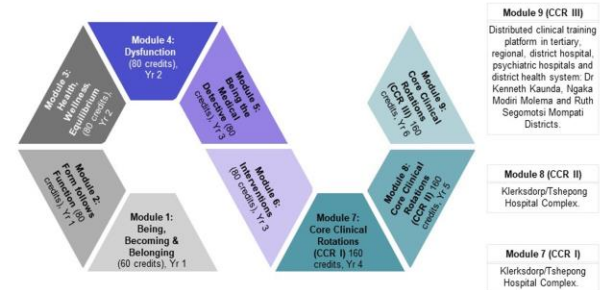 Module 1:
Being,
Becoming &
Belonging
(60 credits), Yr 1
Module 2:
Form follows
Function (80
credits), Yr 1
Module 3:
Health,
Wellness,
Equilibrium
(80 credits),
Yr 2
Module 4:
Dysfunction
(80 credits),
Yr 2
Module 5:
Being the
Medical
Detective (80
credits), Yr 3
Module 6:
Interventions
(80 credits),
Yr 3
Module 7:
Core Clinical
Rotations
(CCR I) 160
credits, Yr 4
Module 8:
Core Clinical
Rotations
(CCR II) 160
credits, Yr 5
Module 9:
Core Clinical
Rotations
(CCR III) 160
credits, Yr 6
Module 9 (CCR III)
Distributed clinical training
platform in tertiary,
regional, district hospital,
psychiatric hospitals and
district health system: Dr
Kenneth Kaunda, Ngaka
Modiri Molema and Ruth
Segomotsi Mompati
Districts.
Module 8 (CCR II)
Klerksdorp/Tshepong
Hospital Complex.
Module 7 (CCR I)
Klerksdorp/Tshepong
Hospital Complex.